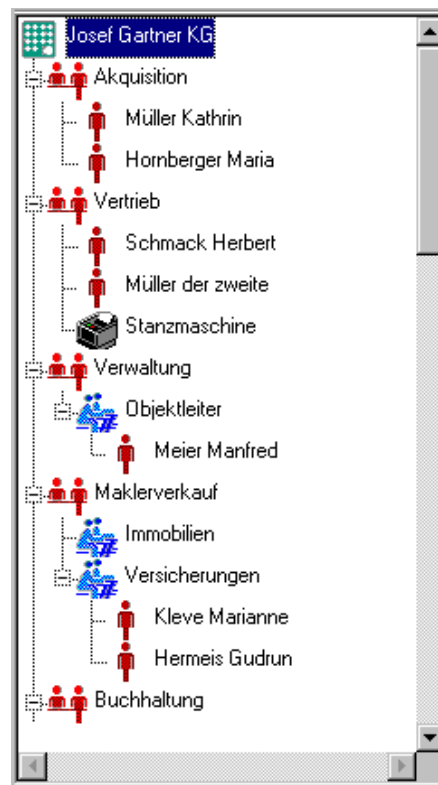 Josef Gartner KG
Akquisition
Müller Kathrin
Hornberger Maria
Vertrieb
Schmack Herbert
Müller der zweite
Stanzmaschine
Verwaltung
Objektleiter
Meier Manfred
Maklerverkauf
Immobilien
Versicherungen
Kleve Marianne
Hermeis Gudrun
Buchhaltung